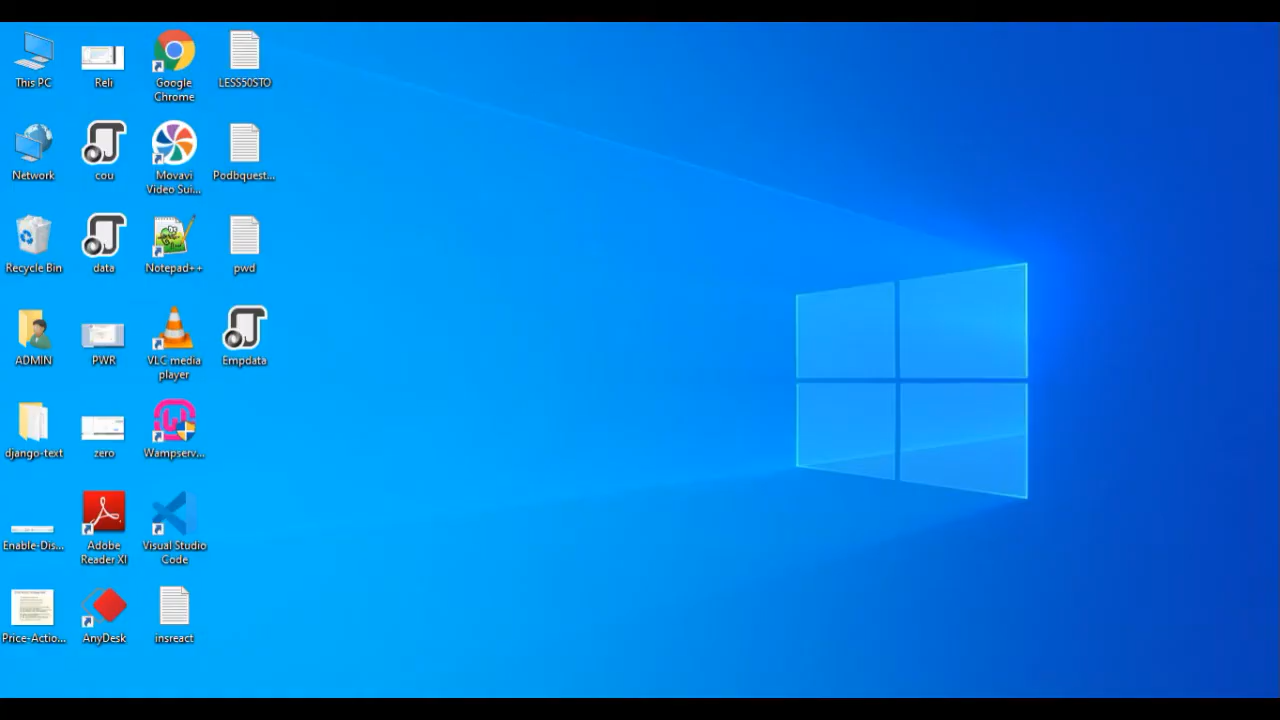 This PC
Reli
Google
Chrome
LESS50STO
Network
cou
Movavi
Video Sui...
Podbquest...
Recycle Bin
data
Notepad++
pwd
ADMIN
PWR
VLC media
player
Empdata
django-text
zero
Wampserv...
Enable-Dis...
Adobe
Reader XI
Visual Studio
Code
Price-Actio...
AnyDesk
insreact